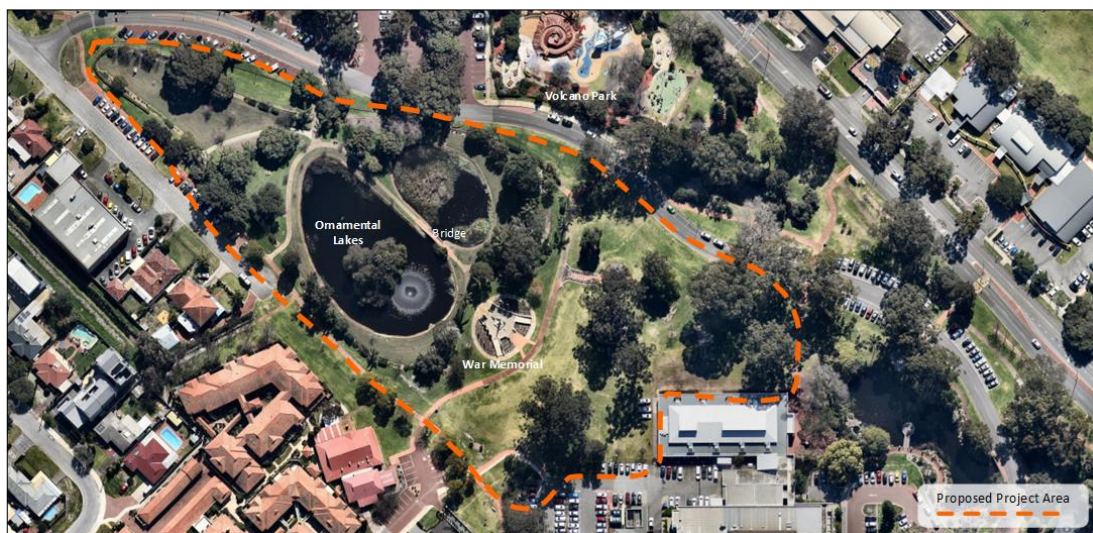 Volcano Park
Ornamental
Lakes
Bridge
War Memorial
Proposed Project Area